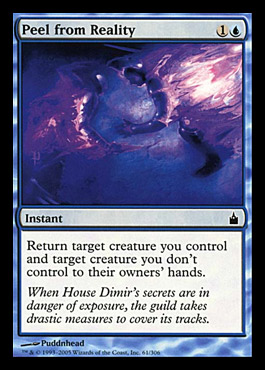 Peel from Reality 1
Instant
Return target creature you control
and target creature you don't
control to their owners' hands.
When House Dimir's secrets are in
danger of exposure, the guild takes
drastic measures to cover its tracks.
Puddnhead
™ & © 1993–2005 Wizards of the Coast, Inc. 61/306